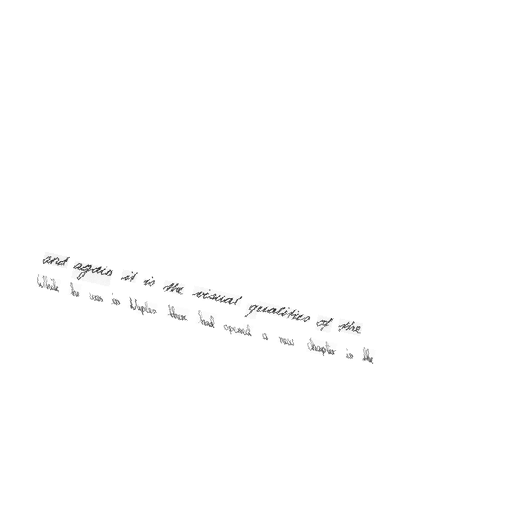 and again it is the visual qualities of the
While he was in Naples there had opened a new chapter in the